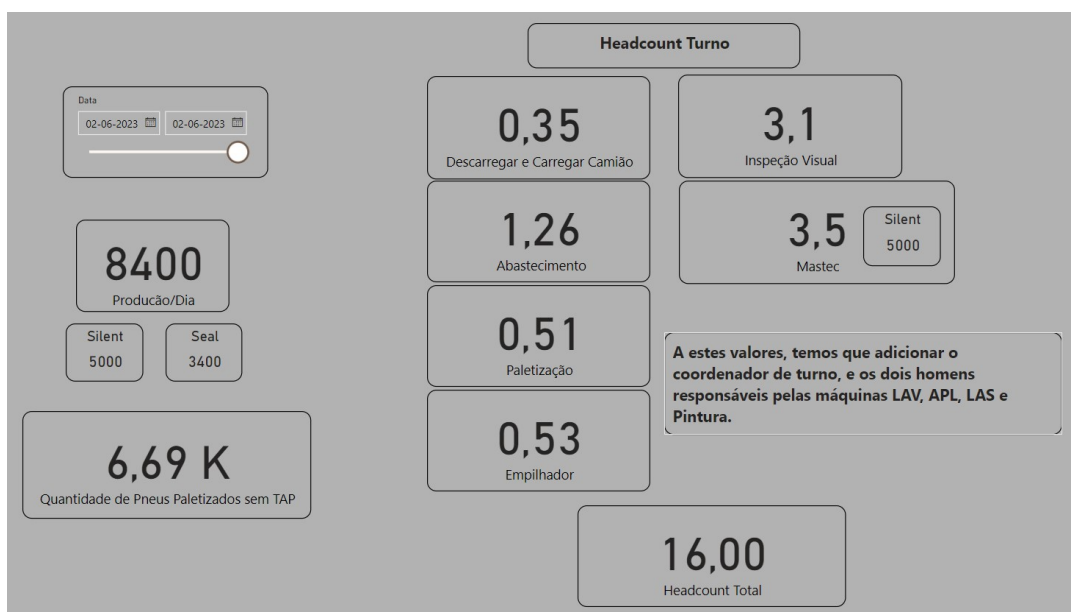 Headcount Turno
Data
02-06-2023 02-06-2023
8400
Producão/Dia
Silent
5000
Seal
3400
6,69 K
Quantidade de Pneus Paletizados sem TAP
0,35
Descarregar e Carregar Camião
3,1
Inspeção Visual
1,26
Abastecimento
3,5
Mastec
Silent
5000
0,51
Paletização
0,53
Empilhador
A estes valores, temos que adicionar o
coordenador de turno, e os dois homens
responsáveis pelas máquinas LAV, APL, LAS e
Pintura.
16,00
Headcount Total